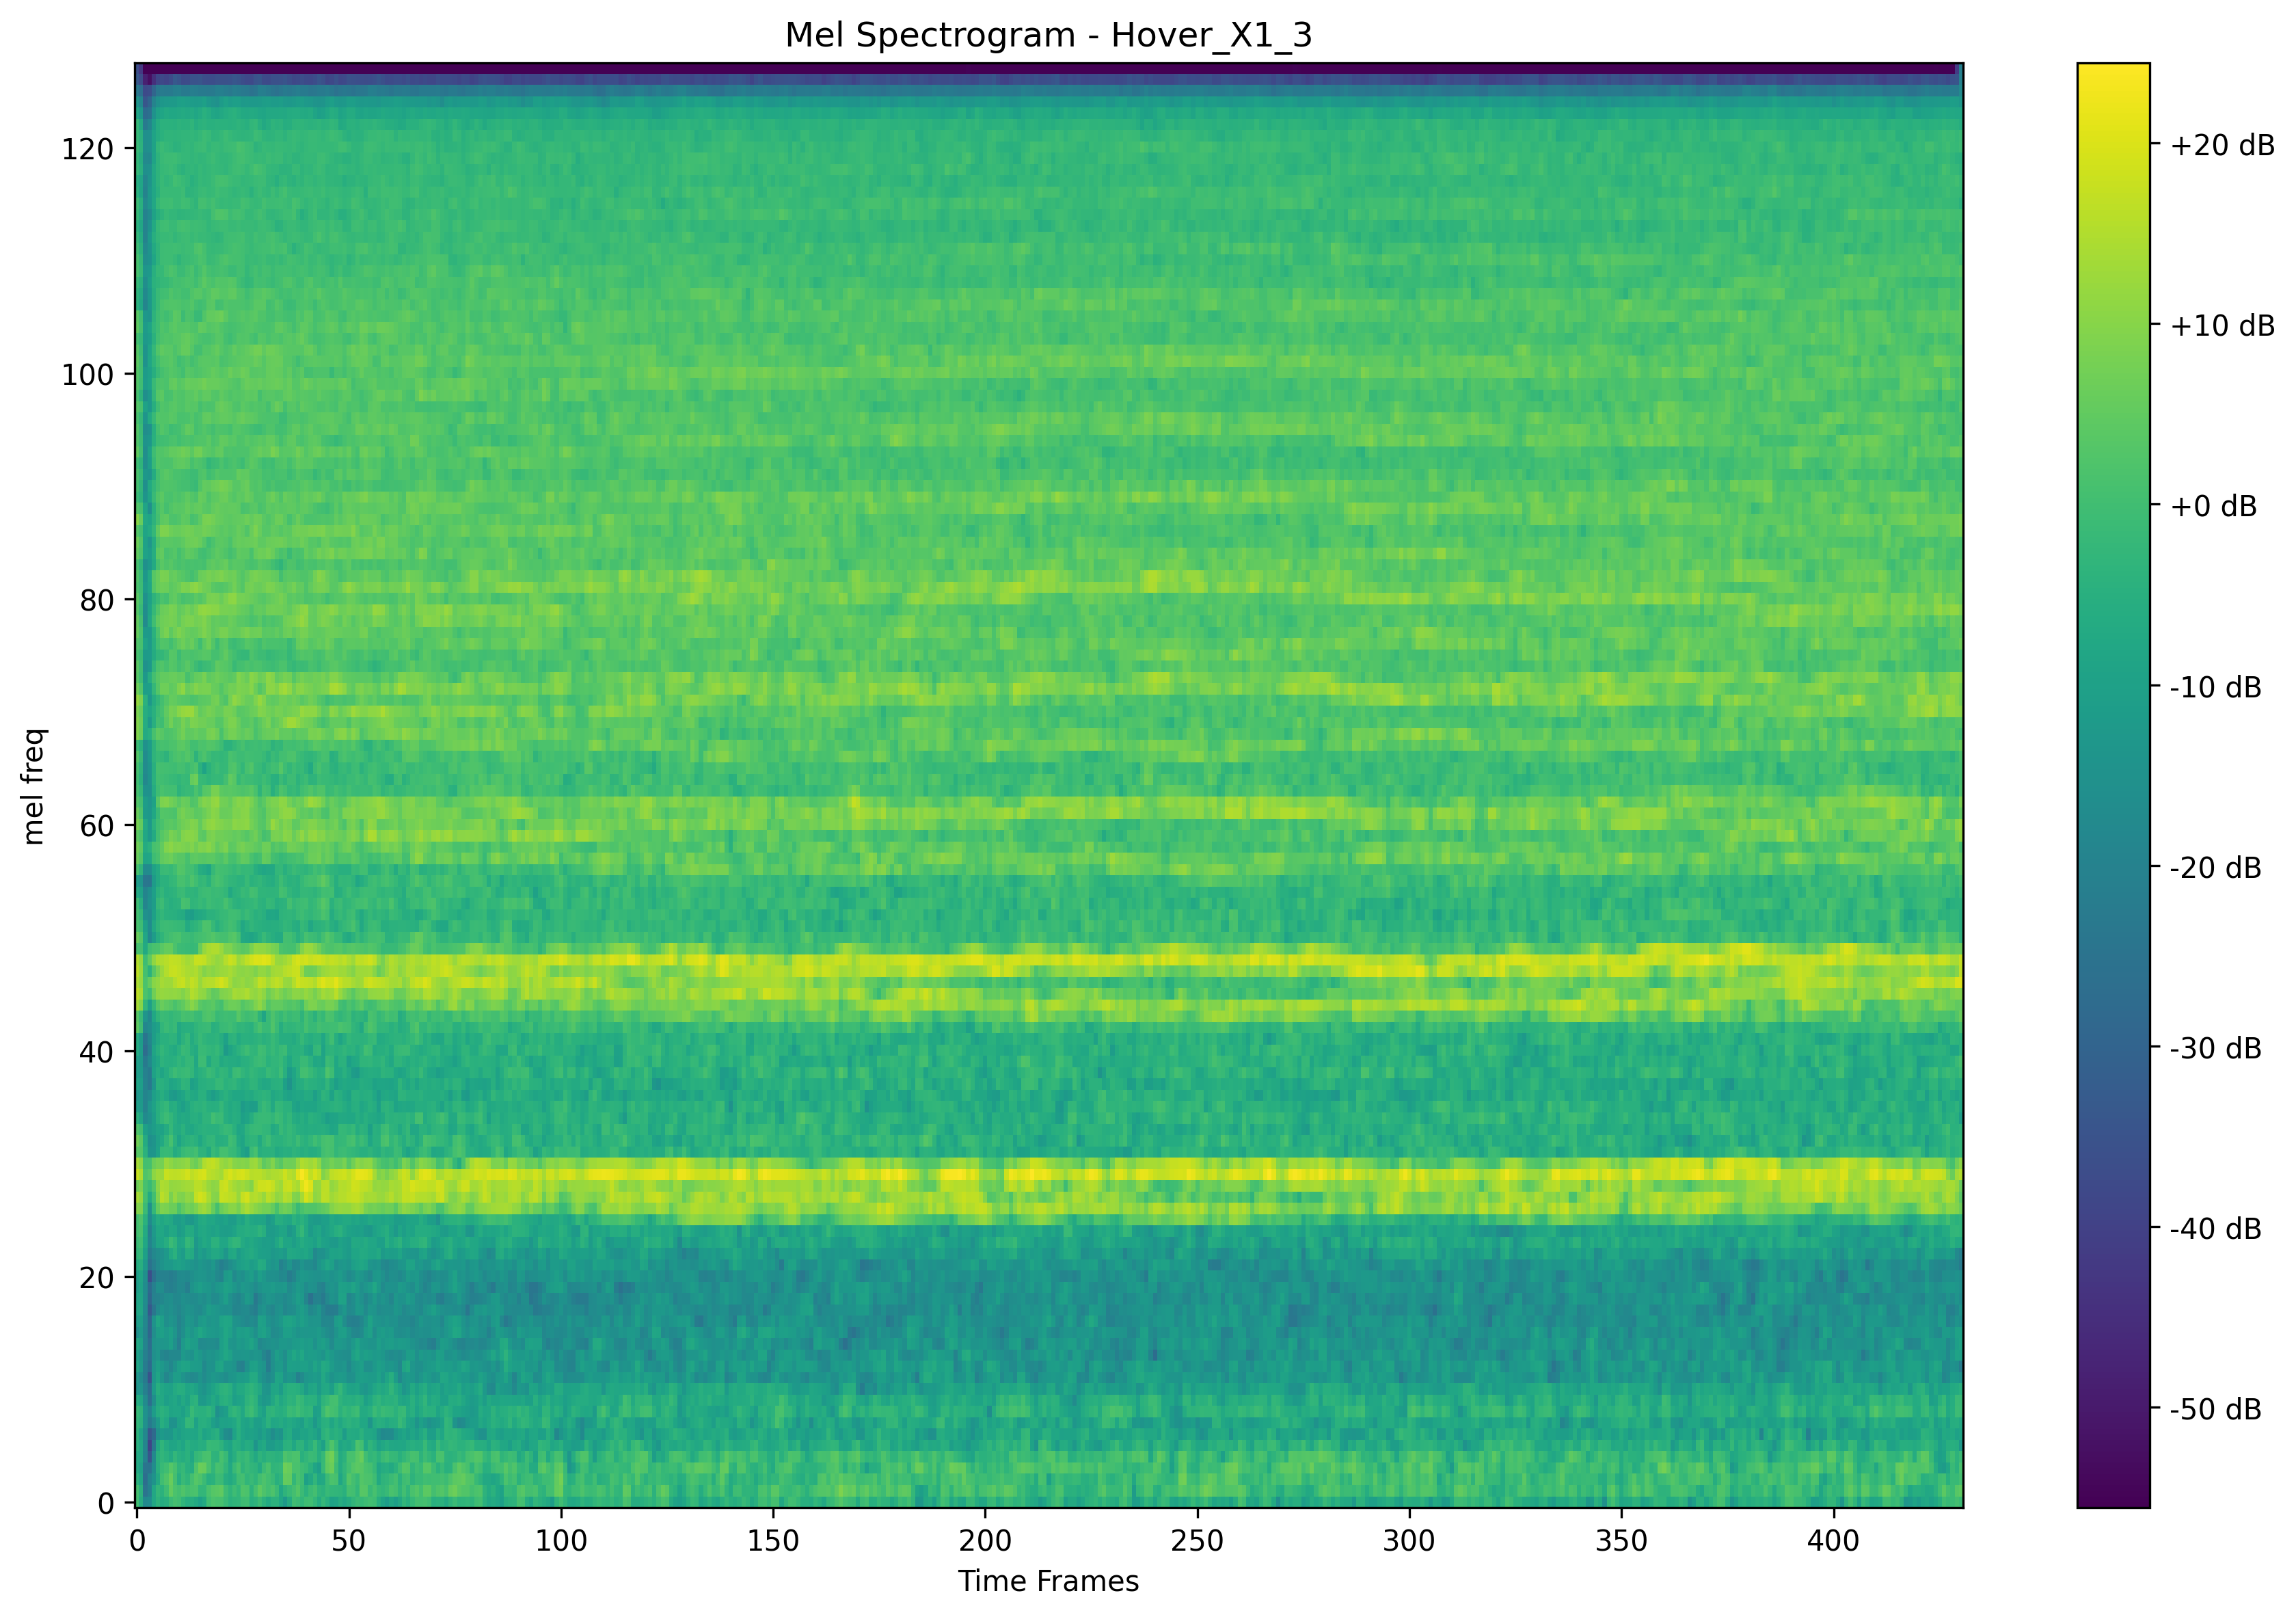 Mel Spectrogram - Hover_X1_3
mel freq
120
100
80
60
40
20
0
0 50 100 150 200 250 300 350 400
Time Frames
+20 dB
+10 dB
+0 dB
-10 dB
-20 dB
-30 dB
-40 dB
-50 dB